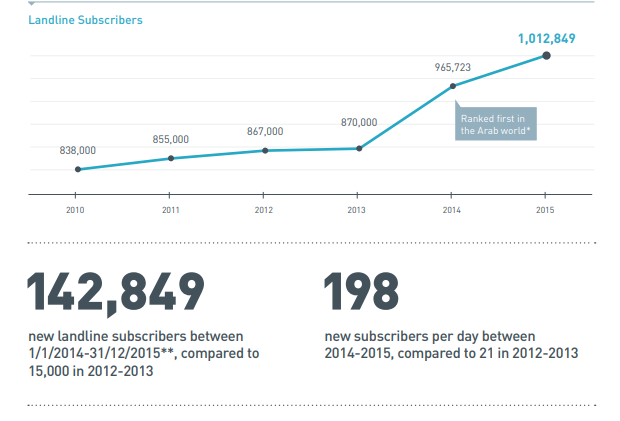 Landline Subscribers
1,012,849
965,723
Ranked first in
the Arab world*
870,000
867,000
855,000
838,000
2010 2011 2012 2013 2014 2015
142,849
new landline subscribers between
1/1/2014-31/12/2015**, compared to
15,000 in 2012-2013
198
new subscribers per day between
2014-2015, compared to 21 in 2012-2013